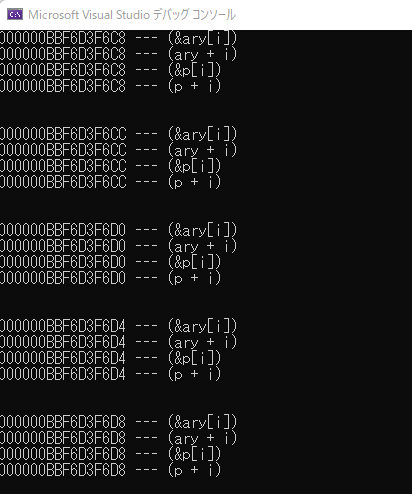 Microsoft Visual Studio デバッグ コンソール
000000BBF6D3F6C8 --- (&ary[i])
000000BBF6D3F6C8 --- (ary + i)
000000BBF6D3F6C8 --- (&p[i])
000000BBF6D3F6C8 --- (p + i)
000000BBF6D3F6CC --- (&ary[i])
000000BBF6D3F6CC --- (ary + i)
000000BBF6D3F6CC --- (&p[i])
000000BBF6D3F6CC --- (p + i)
000000BBF6D3F6D0 --- (&ary[i])
000000BBF6D3F6D0 --- (ary + i)
000000BBF6D3F6D0 --- (&p[i])
000000BBF6D3F6D0 --- (p + i)
000000BBF6D3F6D4 --- (&ary[i])
000000BBF6D3F6D4 --- (ary + i)
000000BBF6D3F6D4 --- (&p[i])
000000BBF6D3F6D4 --- (p + i)
000000BBF6D3F6D8 --- (&ary[i])
000000BBF6D3F6D8 --- (ary + i)
000000BBF6D3F6D8 --- (&p[i])
000000BBF6D3F6D8 --- (p + i)